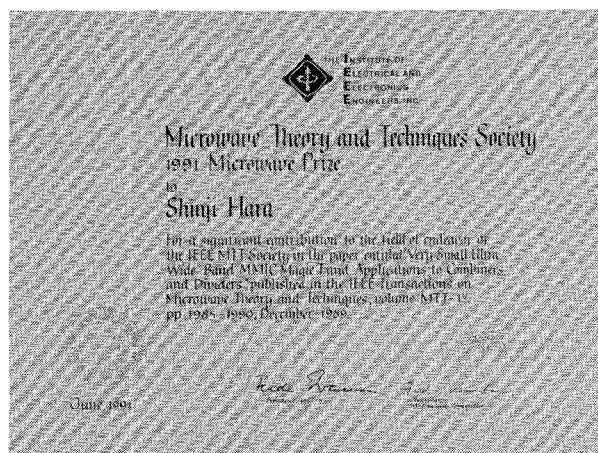 THE INSTITUTE OF
ELECTRICAL AND
ELECTRONICS
ENGINEERS, INC.
Microwave Theory and Techniques Society
1991 Microwave Prize
to
Shinji Hara
For a significant contribution to the field of endeavor of
the IEEE MTT Society in the paper entitled "Very Small Ultra
Wide Band MMIC Magic T and Applications to Combiners
and Dividers," published in the IEEE Transactions on
Microwave Theory and Techniques, volume MTT-
pp. 1985-1990, December 1989.
June 1991